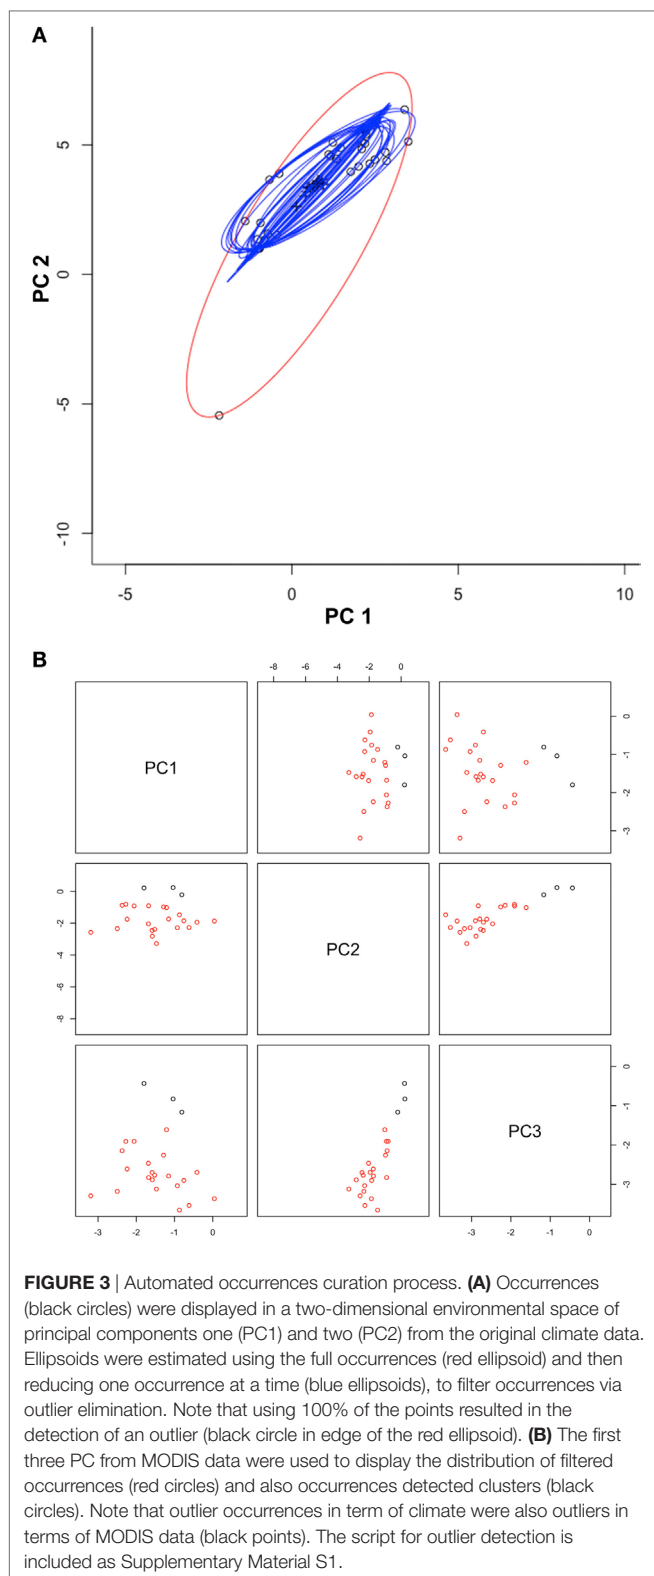 A
5
0
-5
-10
PC 2
-5 0 5 10
PC 1
B
-8 -6 -4 -2 0
PC1
0
-1
-2
-3
0
-2
-4
-6
-8
PC2
PC3
0
-1
-2
-3
-3 -2 -1 0
-3 -2 -1 0
FIGURE 3 | Automated occurrences curation process. (A) Occurrences
(black circles) were displayed in a two-dimensional environmental space of
principal components one (PC1) and two (PC2) from the original climate data.
Ellipsoids were estimated using the full occurrences (red ellipsoid) and then
reducing one occurrence at a time (blue ellipsoids), to filter occurrences via
outlier elimination. Note that using 100% of the points resulted in the
detection of an outlier (black circle in edge of the red ellipsoid). (B) The first
three PC from MODIS data were used to display the distribution of filtered
occurrences (red circles) and also occurrences detected clusters (black
circles). Note that outlier occurrences in term of climate were also outliers in
terms of MODIS data (black points). The script for outlier detection is
included as Supplementary Material S1.